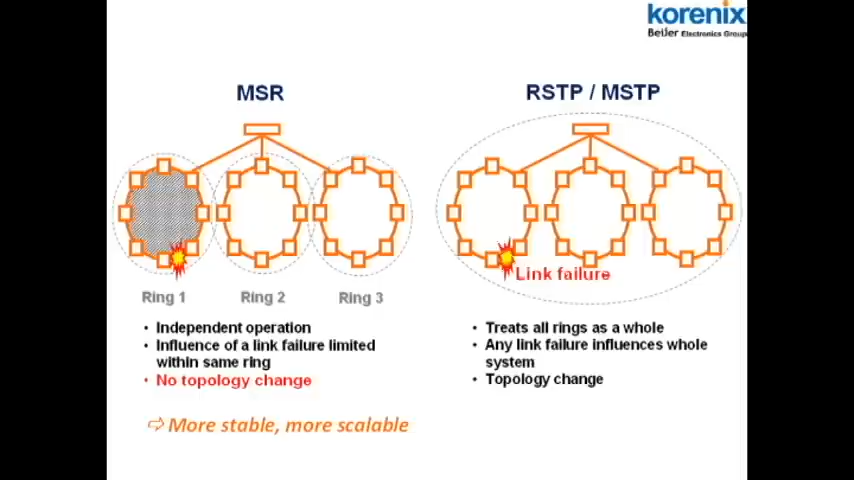 korenix
Beijer Electronics Group
MSR
RSTP / MSTP
Link failure
Ring 1
Ring 2
Ring 3
• Independent operation
• Influence of a link failure limited
within same ring
• No topology change
• Treats all rings as a whole
• Any link failure influences whole
system
• Topology change
⇨ More stable, more scalable